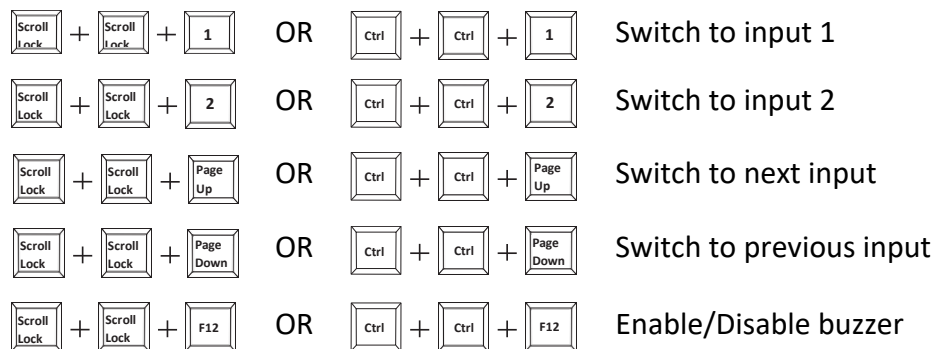 Scroll Lock + Scroll Lock + 1 OR Ctrl + Ctrl + 1 Switch to input 1
Scroll Lock + Scroll Lock + 2 OR Ctrl + Ctrl + 2 Switch to input 2
Scroll Lock + Scroll Lock + Page Up OR Ctrl + Ctrl + Page Up Switch to next input
Scroll Lock + Scroll Lock + Page Down OR Ctrl + Ctrl + Page Down Switch to previous input
Scroll Lock + Scroll Lock + F12 OR Ctrl + Ctrl + F12 Enable/Disable buzzer